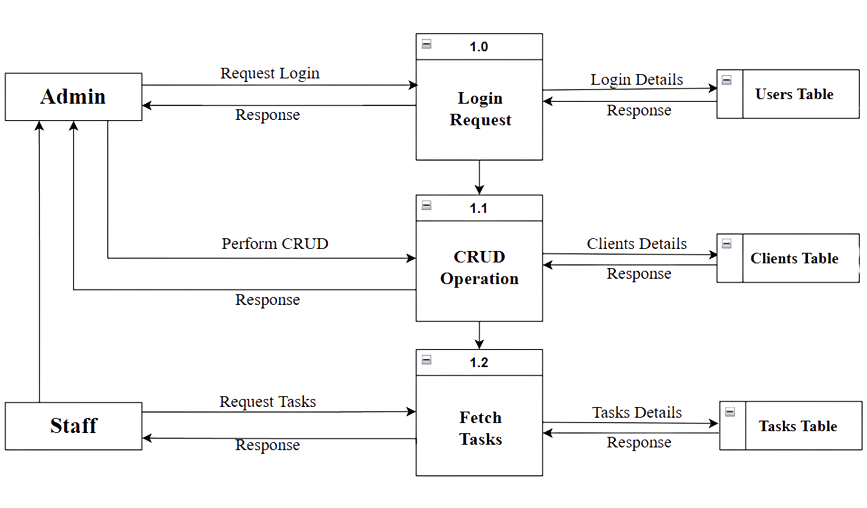 1.0
Request Login
Login Details
Admin
Login
Request
Users Table
Response
Response
1.1
Perform CRUD
CRUD
Operation
Clients Details
Clients Table
Response
Response
1.2
Request Tasks
Fetch
Tasks
Tasks Details
Staff
Tasks Table
Response
Response